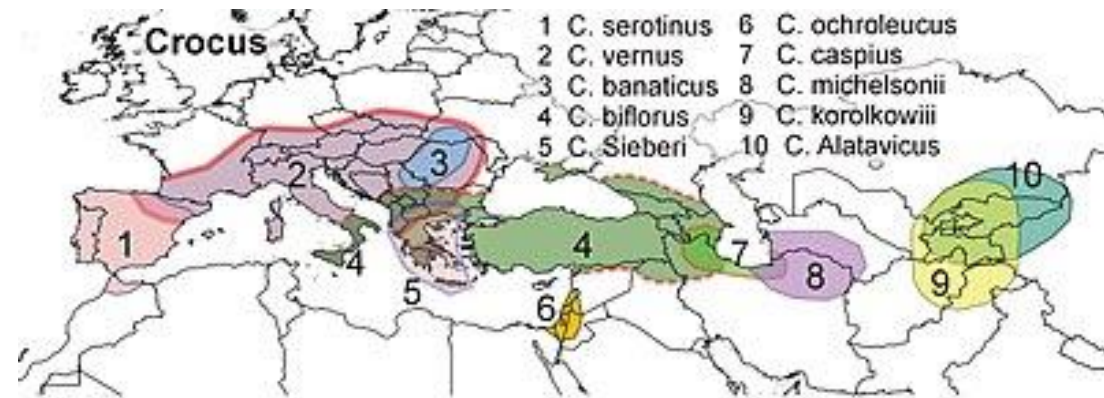 Crocus
1 C. serotinus 6 C. ochroleucus
2 C. vernus 7 C. caspius
3 C. banaticus 8 C. michelsonii
4 C. biflorus 9 C. korolkowiii
5 C. Sieberi 10 C. Alatavicus
3
10
2
1
4
4
7
5
6
8
9